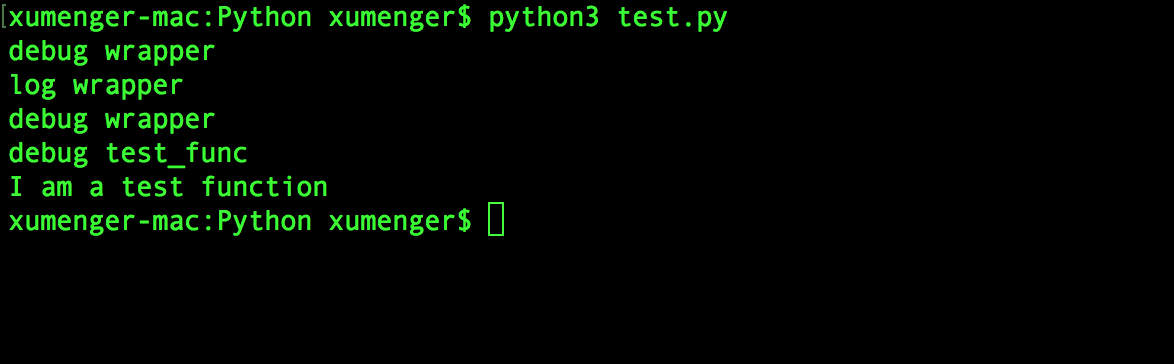 [xumenger-mac:Python xumenger$ python3 test.py
debug wrapper
log wrapper
debug wrapper
debug test_func
I am a test function
xumenger-mac:Python xumenger$